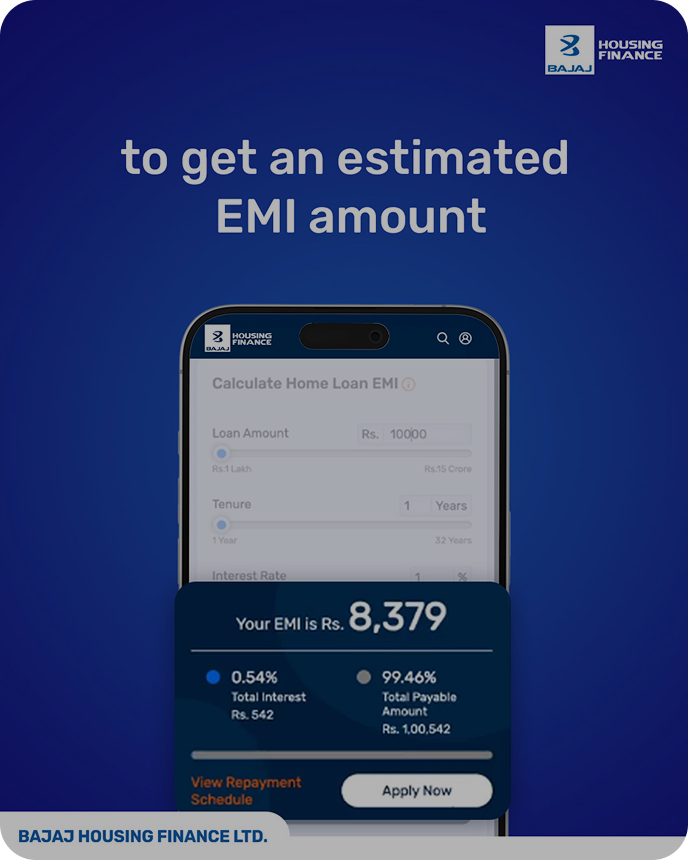 BAJAJ
HOUSING
FINANCE
to get an estimated
EMI amount
BAJAJ
HOUSING
FINANCE
Calculate Home Loan EMI
Loan Amount Rs. 10000
Rs.1 Lakh Rs.15 Crore
Tenure 1 Years
1 Year 32 Years
Interest Rate 1 %
Your EMI is Rs. 8,379
0.54% 99.46%
Total Interest Total Payable
Amount
Rs. 542 Rs. 1,00,542
View Repayment
Schedule
Apply Now
BAJAJ HOUSING FINANCE LTD.